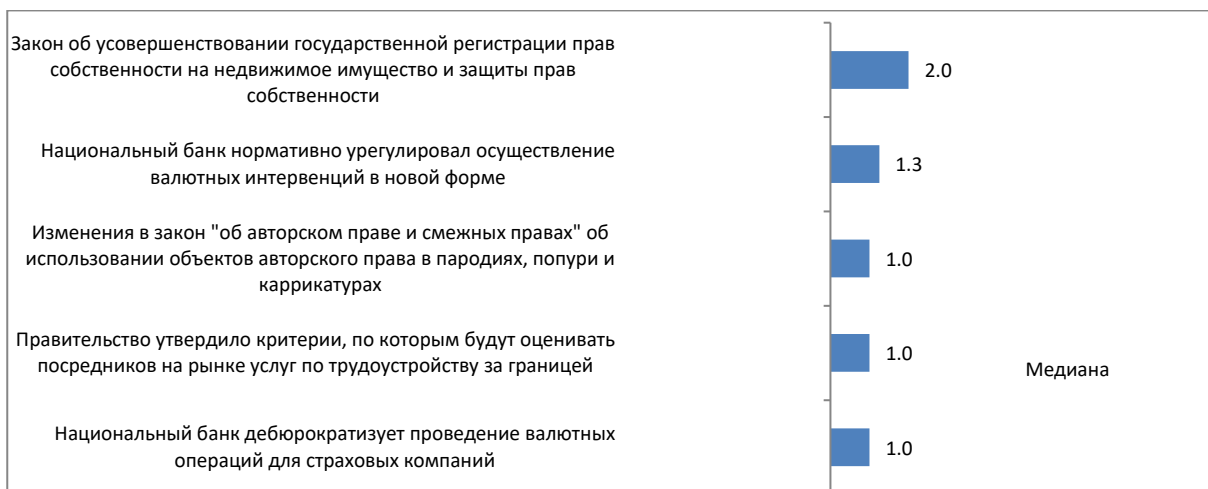 Закон об усовершенствовании государственной регистрации прав
собственности на недвижимое имущество и защиты прав
собственности
2.0
Национальный банк нормативно урегулировал осуществление
валютных интервенций в новой форме
1.3
Изменения в закон "об авторском праве и смежных правах" об
использовании объектов авторского права в пародиях, попури и
каррикатурах
1.0
Правительство утвердило критерии, по которым будут оценивать
посредников на рынке услуг по трудоустройству за границей
1.0
Медиана
Национальный банк дебюрократизует проведение валютных
операций для страховых компаний
1.0